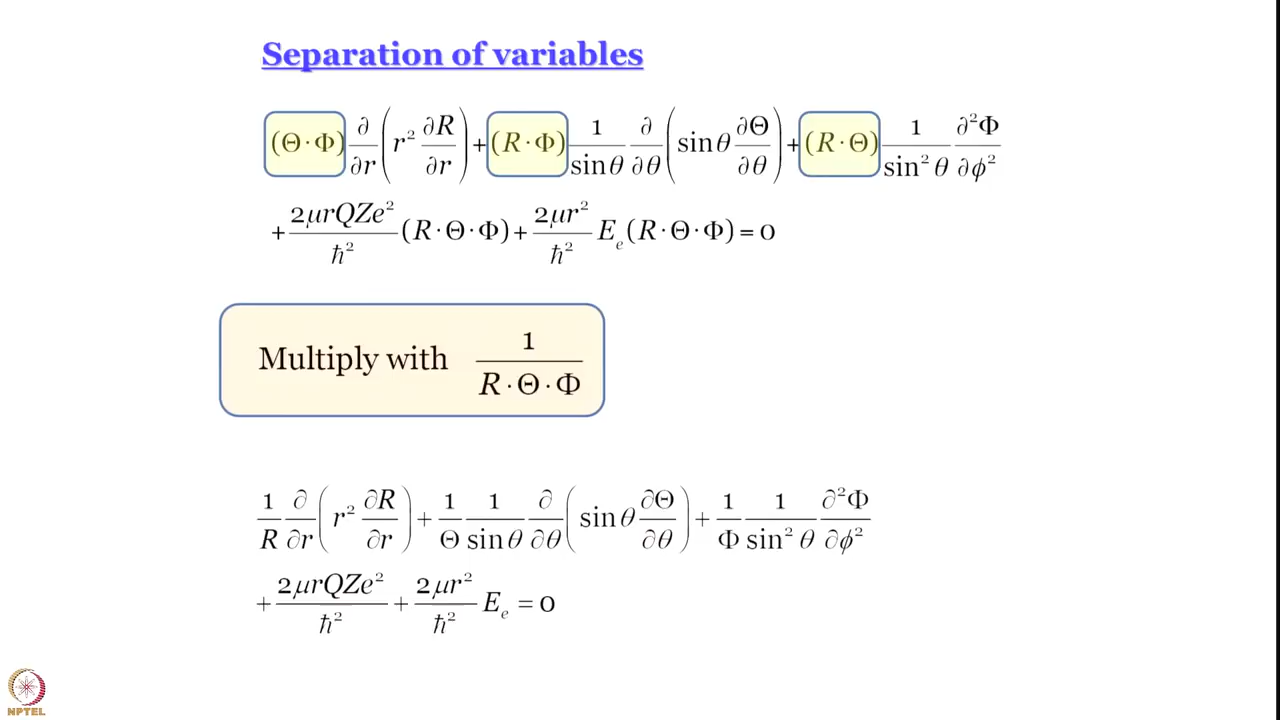 Separation of variables
(Θ·Φ) ∂/∂r (r² ∂R/∂r) + (R·Φ) 1/sinθ ∂/∂θ (sinθ ∂Θ/∂θ) + (R·Θ) 1/sin²θ ∂²Φ/∂ϕ²
+ 2μrQZe²/ħ² (R·Θ·Φ) + 2μr²/ħ² Eₑ(R·Θ·Φ) = 0
Multiply with 1/R·Θ·Φ
1/R ∂/∂r (r² ∂R/∂r) + 1/Θ 1/sinθ ∂/∂θ (sinθ ∂Θ/∂θ) + 1/Φ 1/sin²θ ∂²Φ/∂ϕ²
+ 2μrQZe²/ħ² + 2μr²/ħ² Eₑ = 0
NPTEL